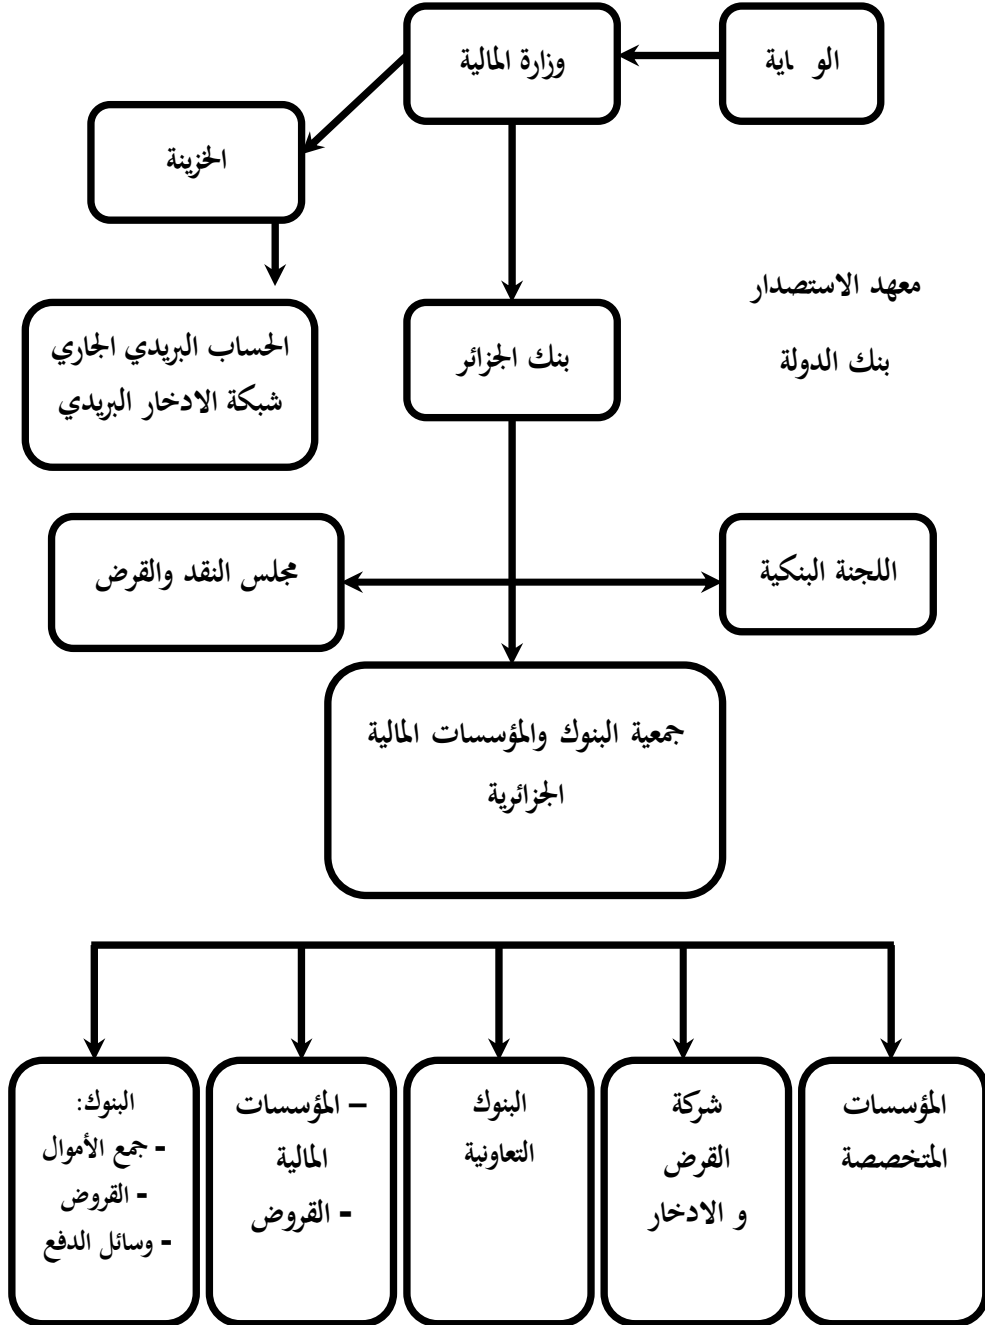 وزارة المالية
الخزينة
معهد الاستصدار
بنك الدولة
بنك الجزائر
الحساب البريدي الجاري
شبكة الادخار البريدي
اللجنة البنكية
مجلس النقد والقرض
جمعية البنوك والمؤسسات المالية
الجزائرية
المؤسسات
المتخصصة
شركة
القرض
و الادخار
البنوك
التعاونية
– المؤسسات
المالية
- القروض
البنوك:
- جمع الأموال
- القروض
- وسائل الدفع